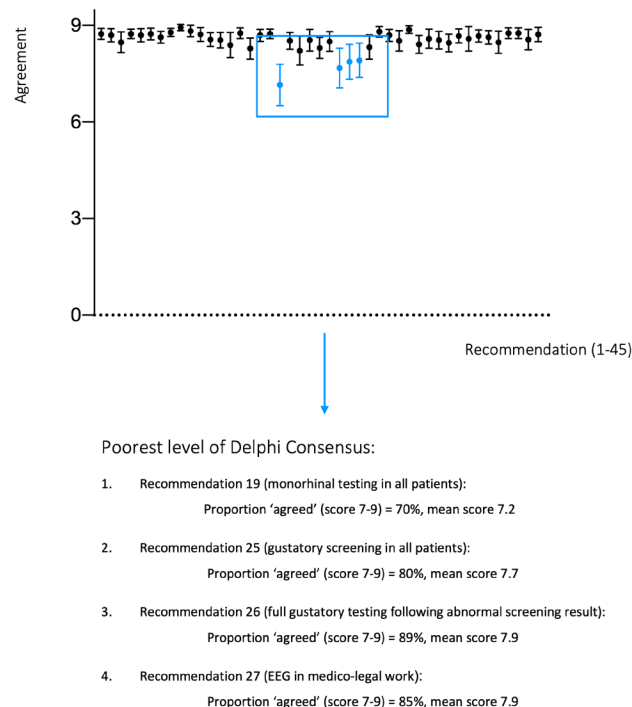 Agreement
9
6
3
0
Recommendation (1-45)
Poorest level of Delphi Consensus:
1. Recommendation 19 (monorhinal testing in all patients):
Proportion ‘agreed’ (score 7-9) = 70%, mean score 7.2
2. Recommendation 25 (gustatory screening in all patients):
Proportion ‘agreed’ (score 7-9) = 80%, mean score 7.7
3. Recommendation 26 (full gustatory testing following abnormal screening result):
Proportion ‘agreed’ (score 7-9) = 89%, mean score 7.9
4. Recommendation 27 (EEG in medico-legal work):
Proportion ‘agreed’ (score 7-9) = 85%, mean score 7.9